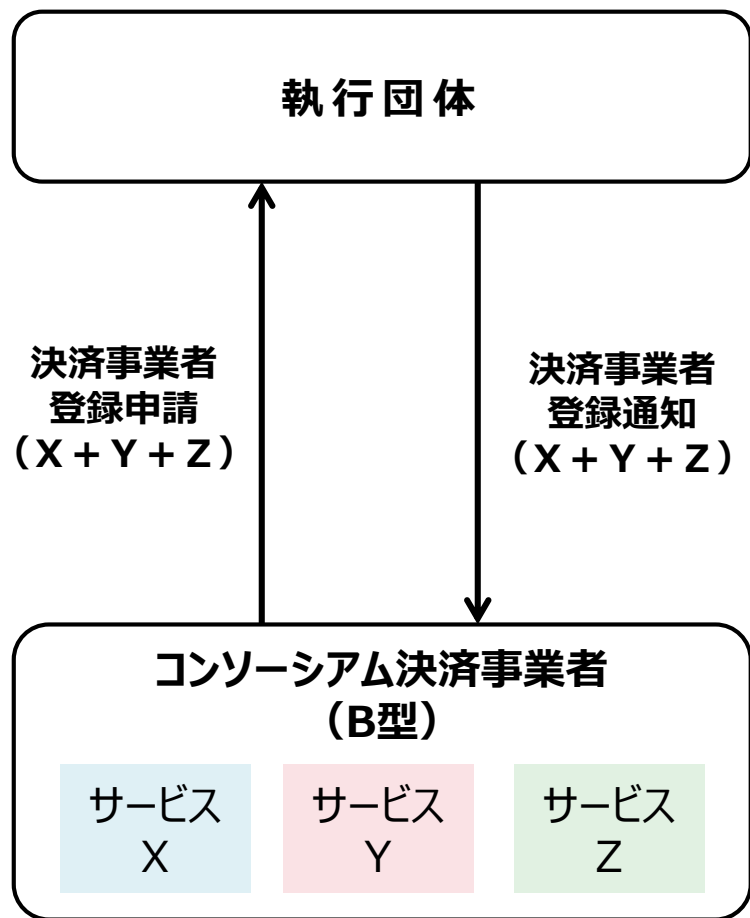 執行団体
決済事業者
登録申請
（X＋Y＋Z）
決済事業者
登録通知
（X＋Y＋Z）
コンソーシアム決済事業者
（B型）
サービス
X
サービス
Y
サービス
Z